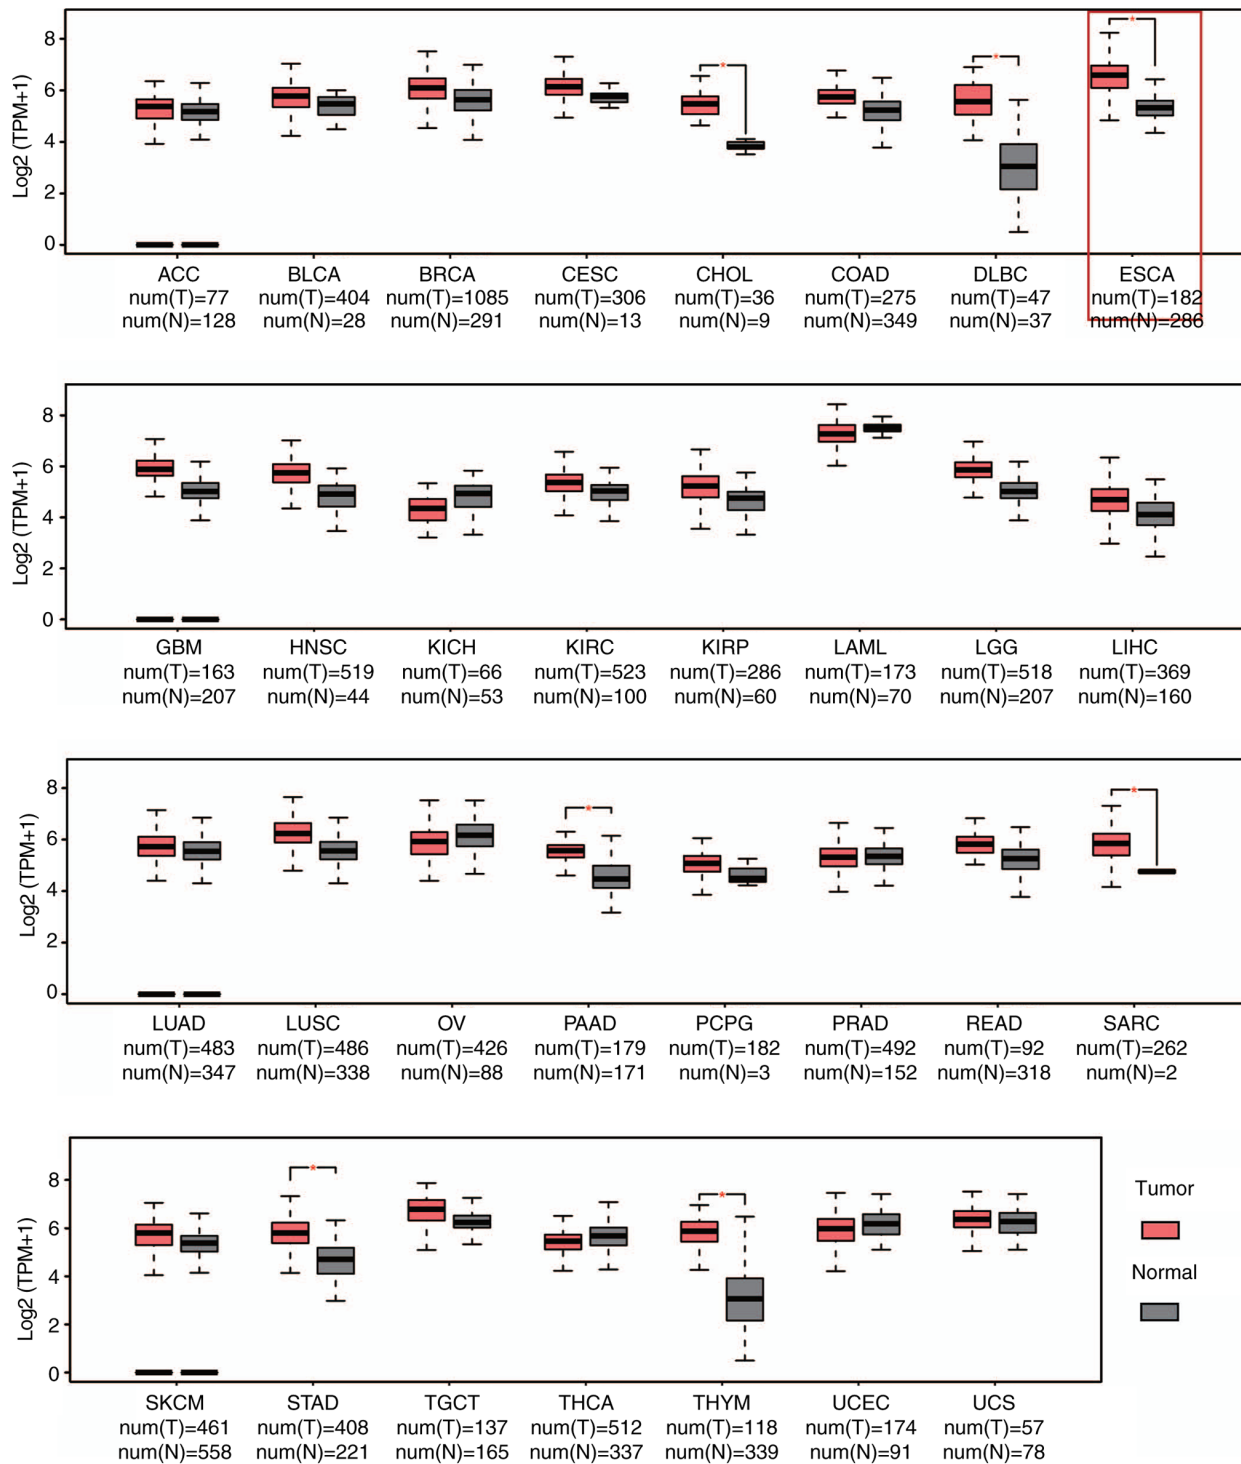 Log2 (TPM+1)
8
6
4
2
0
* * *
ACC BLCA BRCA CESC CHOL COAD DLBC ESCA
num(T)=77 num(T)=404 num(T)=1085 num(T)=306 num(T)=36 num(T)=275 num(T)=47 num(T)=182
num(N)=128 num(N)=28 num(N)=291 num(N)=13 num(N)=9 num(N)=349 num(N)=37 num(N)=286
Log2 (TPM+1)
8
6
4
2
0
GBM HNSC KICH KIRC KIRP LAML LGG LIHC
num(T)=163 num(T)=519 num(T)=66 num(T)=523 num(T)=286 num(T)=173 num(T)=518 num(T)=369
num(N)=207 num(N)=44 num(N)=53 num(N)=100 num(N)=60 num(N)=70 num(N)=207 num(N)=160
Log2 (TPM+1)
8
6
4
2
0
* *
LUAD LUSC OV PAAD PCPG PRAD READ SARC
num(T)=483 num(T)=486 num(T)=426 num(T)=179 num(T)=182 num(T)=492 num(T)=92 num(T)=262
num(N)=347 num(N)=338 num(N)=88 num(N)=171 num(N)=3 num(N)=152 num(N)=318 num(N)=2
Log2 (TPM+1)
8
6
4
2
0
* *
SKCM STAD TGCT THCA THYM UCEC UCS
num(T)=461 num(T)=408 num(T)=137 num(T)=512 num(T)=118 num(T)=174 num(T)=57
num(N)=558 num(N)=221 num(N)=165 num(N)=337 num(N)=339 num(N)=91 num(N)=78
Tumor
Normal